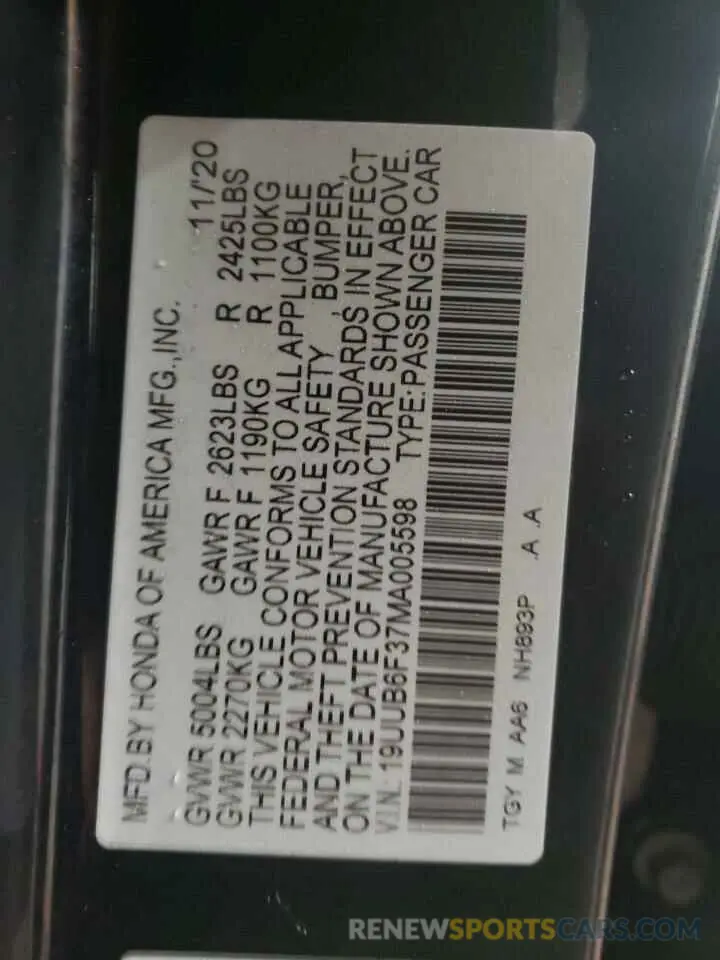 MFD.BY HONDA OF AMERICA MFG.,INC. 11/'20
GVWR 5004LBS GAWR F 2623LBS R 2425LBS
GVWR 2270KG GAWR F 1190KG R 1100KG
THIS VEHICLE CONFORMS TO ALL APPLICABLE
FEDERAL MOTOR VEHICLE SAFETY , BUMPER,
AND THEFT PREVENTION STANDARDS IN EFFECT
ON THE DATE OF MANUFACTURE SHOWN ABOVE.
V.I.N. 19UUB6F37MA005598 TYPE:PASSENGER CAR
TGY M AA6 NH893P .A .A
RENEWSPORTSCARS.COM